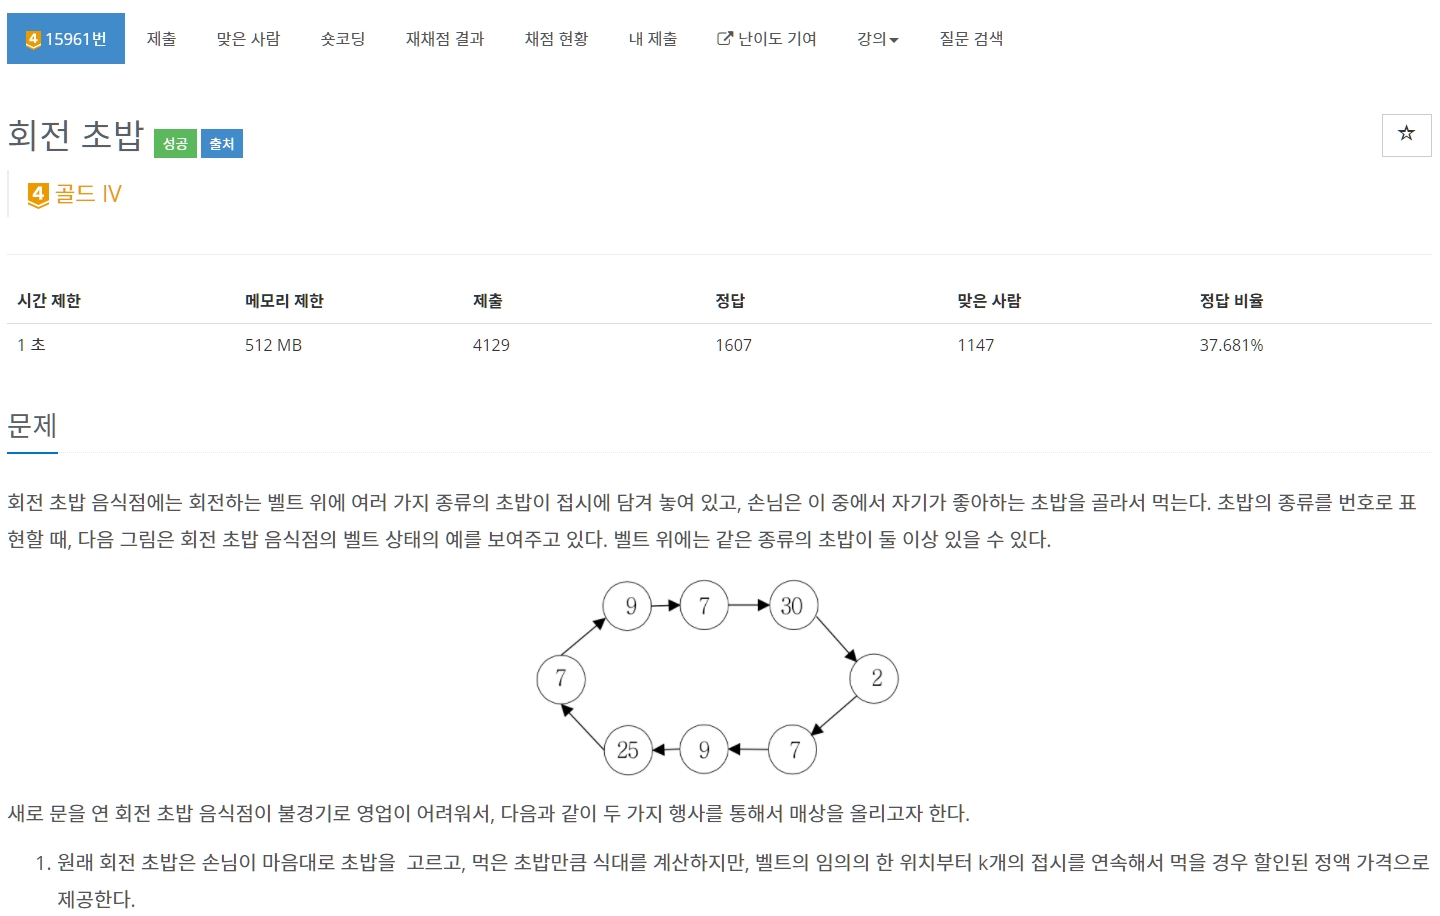 4 15961번 제출 맞은 사람 숏코딩 재채점 결과 채점 현황 내 제출 난이도 기여 강의 질문 검색
회전 초밥 성공 출처
4 골드 IV
시간 제한 메모리 제한 제출 정답 맞은 사람 정답 비율
1 초 512 MB 4129 1607 1147 37.681%
문제
회전 초밥 음식점에는 회전하는 벨트 위에 여러 가지 종류의 초밥이 접시에 담겨 놓여 있고, 손님은 이 중에서 자기가 좋아하는 초밥을 골라서 먹는다. 초밥의 종류를 번호로 표
현할 때, 다음 그림은 회전 초밥 음식점의 벨트 상태의 예를 보여주고 있다. 벨트 위에는 같은 종류의 초밥이 둘 이상 있을 수 있다.
9 7 30
7 2
25 9 7
새로 문을 연 회전 초밥 음식점이 불경기로 영업이 어려워서, 다음과 같이 두 가지 행사를 통해서 매상을 올리고자 한다.
1. 원래 회전 초밥은 손님이 마음대로 초밥을 고르고, 먹은 초밥만큼 식대를 계산하지만, 벨트의 임의의 한 위치부터 k개의 접시를 연속해서 먹을 경우 할인된 정액 가격으로
제공한다.